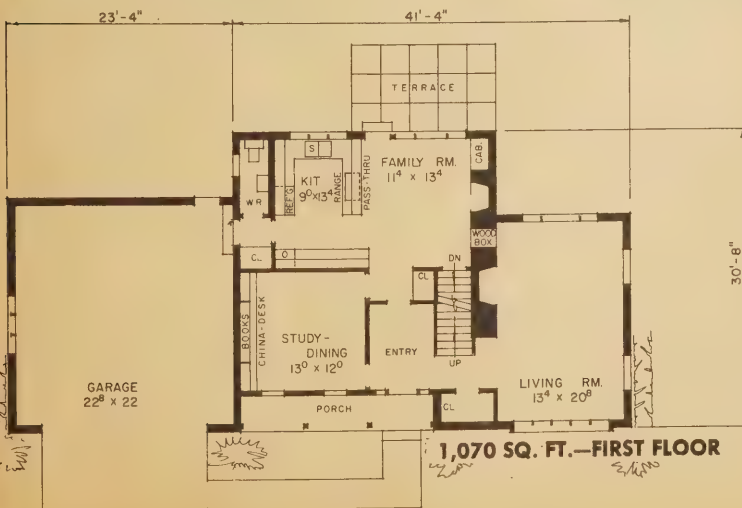 23'-4"
41'-4"
TERRACE
S
KIT
9⁰x13⁴
REF'G
RANGE
PASS-THRU
FAMILY RM.
11⁴ x 13⁴
CAB.
WR
CL
O
WOOD
BOX
DN
CL
30'-8"
BOOKS
CHINA-DESK
STUDY-
DINING
13⁰ x 12⁰
ENTRY
UP
GARAGE
22⁸ x 22
LIVING RM.
13⁴ x 20⁸
PORCH
CL
1,070 SQ. FT.—FIRST FLOOR